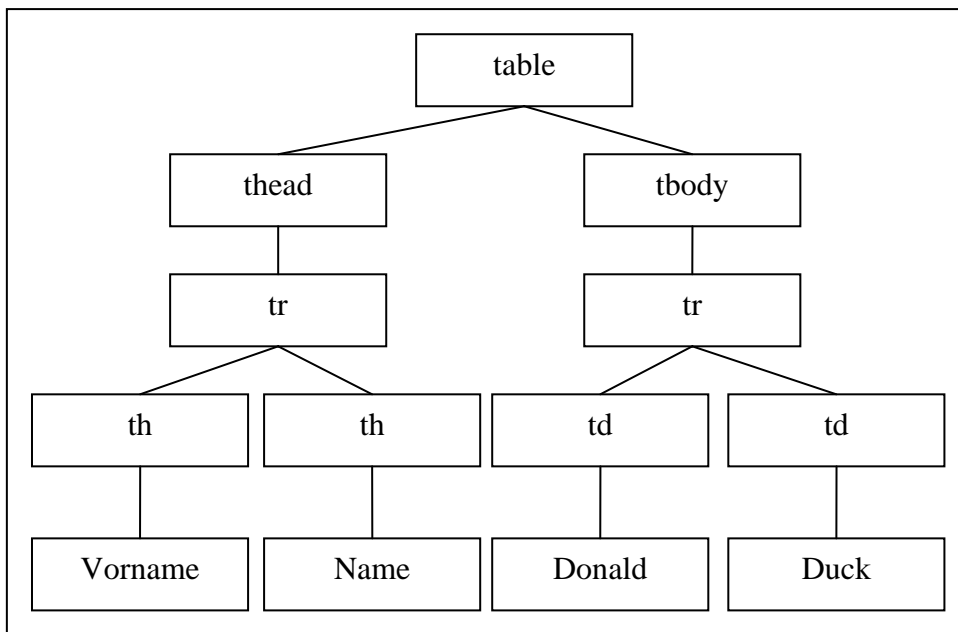 table
thead tbody
tr tr
th th td td
Vorname Name Donald Duck